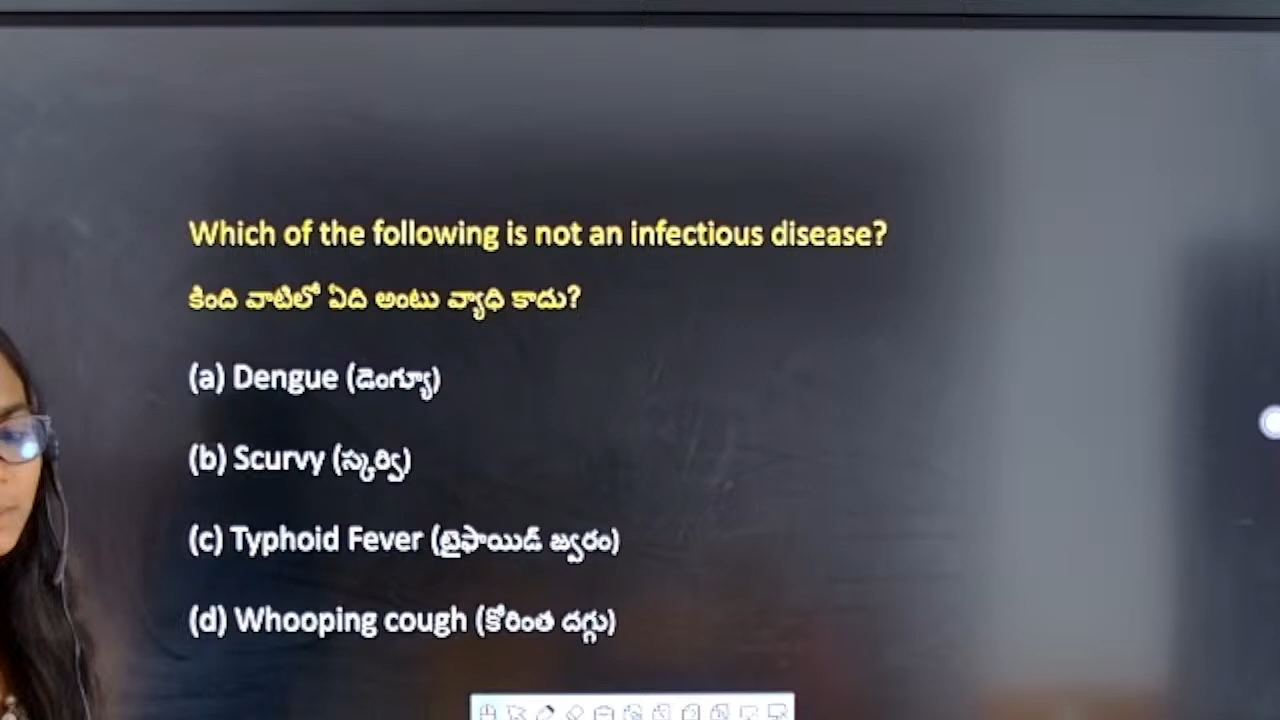 Which of the following is not an infectious disease?
కింది వాటిలో ఏది అంటు వ్యాధి కాదు?
(a) Dengue (డెంగ్యూ)
(b) Scurvy (స్కర్వి)
(c) Typhoid Fever (టైఫాయిడ్ జ్వరం)
(d) Whooping cough (కోరింత దగ్గు)